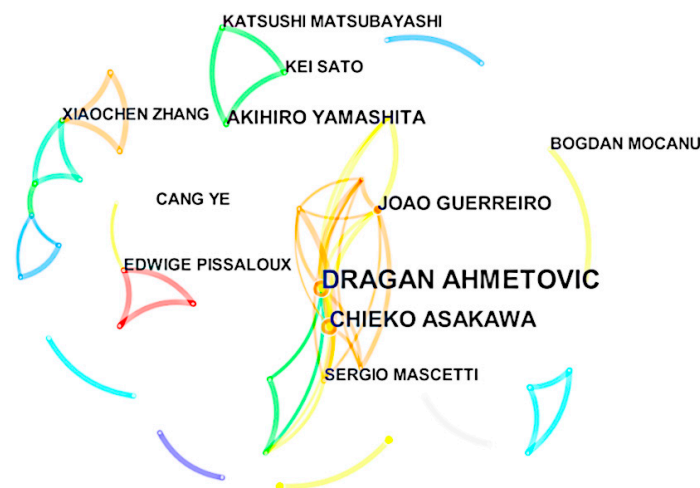 KATSUSHI MATSUBAYASHI
KEI SATO
XIAOCHEN ZHANG
AKIHIRO YAMASHITA
BOGDAN MOCANU
CANG YE
JOAO GUERREIRO
EDWIGE PISSALOUX
DRAGAN AHMETOVIC
CHIEKO ASAKAWA
SERGIO MASCETTI